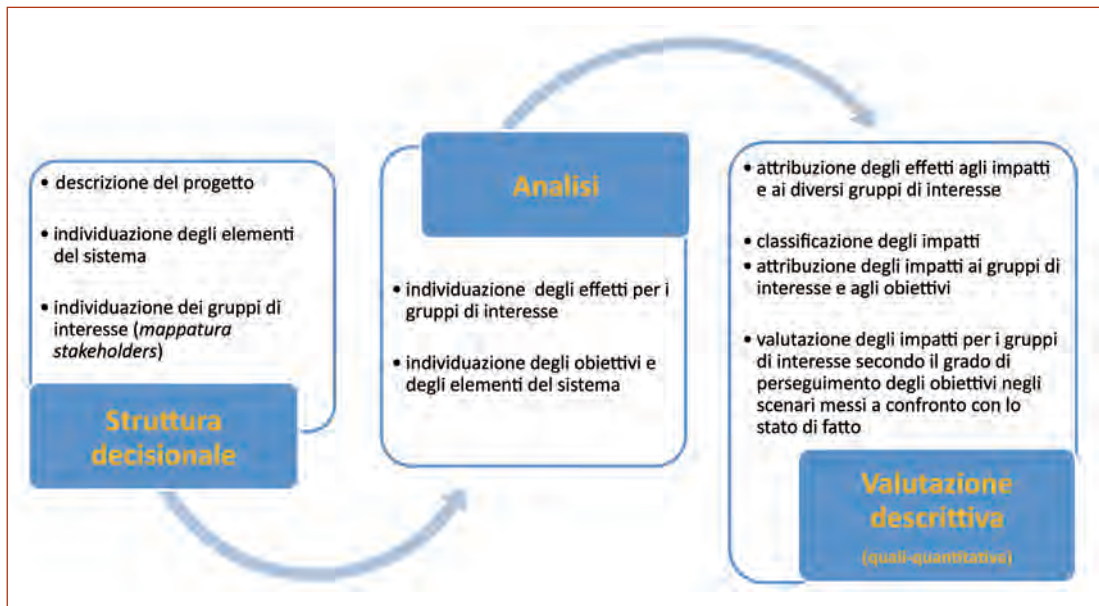 • descrizione del progetto
• individuazione degli elementi
del sistema
• individuazione dei gruppi di
interesse (mappatura
stakeholders)
Struttura
decisionale
Analisi
• individuazione degli effetti per i
gruppi di interesse
• individuazione degli obiettivi e
degli elementi del sistema
• attribuzione degli effetti agli impatti
e ai diversi gruppi di interesse
• classificazione degli impatti
• attribuzione degli impatti ai gruppi di
interesse e agli obiettivi
• valutazione degli impatti per i gruppi
di interesse secondo il grado di
perseguimento degli obiettivi negli
scenari messi a confronto con lo
stato di fatto
Valutazione
descrittiva
(quali-quantitativa)